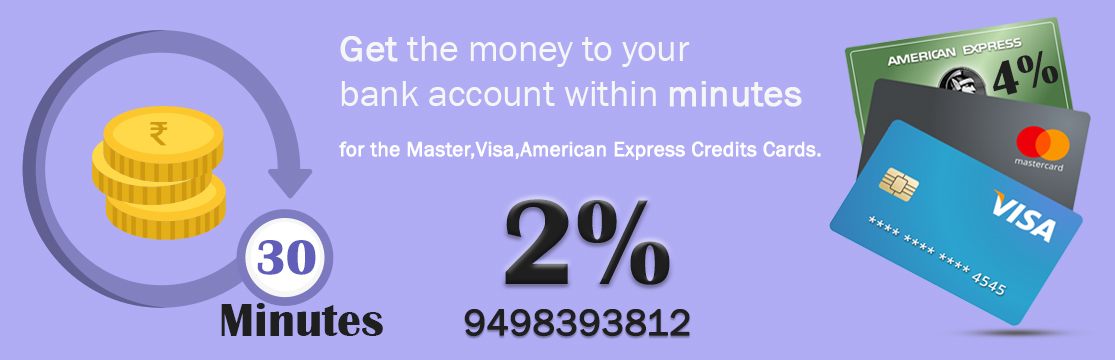 Get the money to your
bank account within minutes
for the Master,Visa,American Express Credits Cards.
₹
30
Minutes
2%
9498393812
AMERICAN EXPRESS
4%
mastercard
VISA
**** **** **** 4545